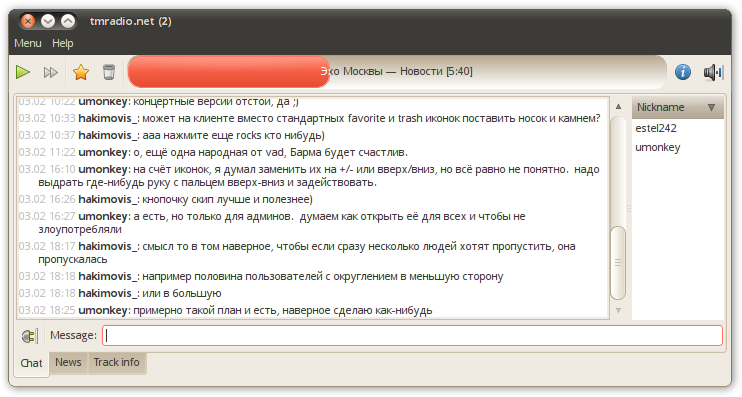 tmradio.net (2)
Menu Help
Эхо Москвы — Новости [5:40]
03.02 10:22 umonkey: концертные версии отстой, да ;)
03.02 10:33 hakimovis_: может на клиенте вместо стандартных favorite и trash иконок поставить носок и камнем?
03.02 10:37 hakimovis_: ааа нажмите еще rocks кто нибудь)
03.02 11:22 umonkey: о, ещё одна народная от vad, Барма будет счастлив.
03.02 16:10 umonkey: на счёт иконок, я думал заменить их на +/- или вверх/вниз, но всё равно не понятно. надо
выдрать где-нибудь руку с пальцем вверх-вниз и задействовать.
03.02 16:26 hakimovis_: кнопочку скип лучше и полезнее)
03.02 16:27 umonkey: а есть, но только для админов. думаем как открыть её для всех и чтобы не
злоупотребляли
03.02 18:17 hakimovis_: смысл то в том наверное, чтобы если сразу несколько людей хотят пропустить, она
пропускалась
03.02 18:18 hakimovis_: например половина пользователей с округлением в меньшую сторону
03.02 18:18 hakimovis_: или в большую
03.02 18:25 umonkey: примерно такой план и есть, наверное сделаю как-нибудь
Nickname
estel242
umonkey
Message:
Chat News Track info